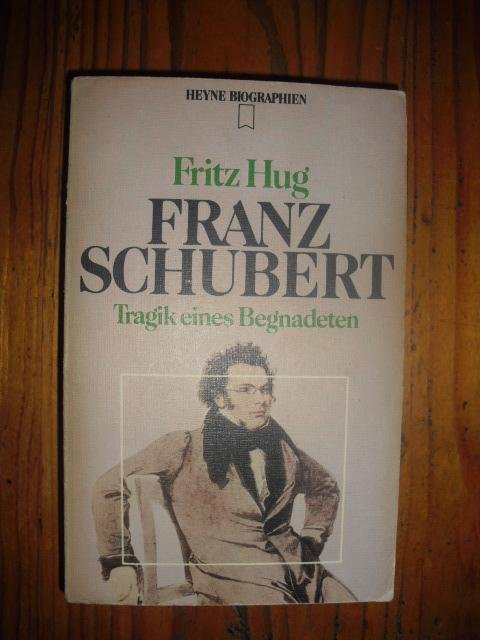 HEYNE BIOGRAPHIEN
Fritz Hug
FRANZ
SCHUBERT
Tragik eines Begnadeten